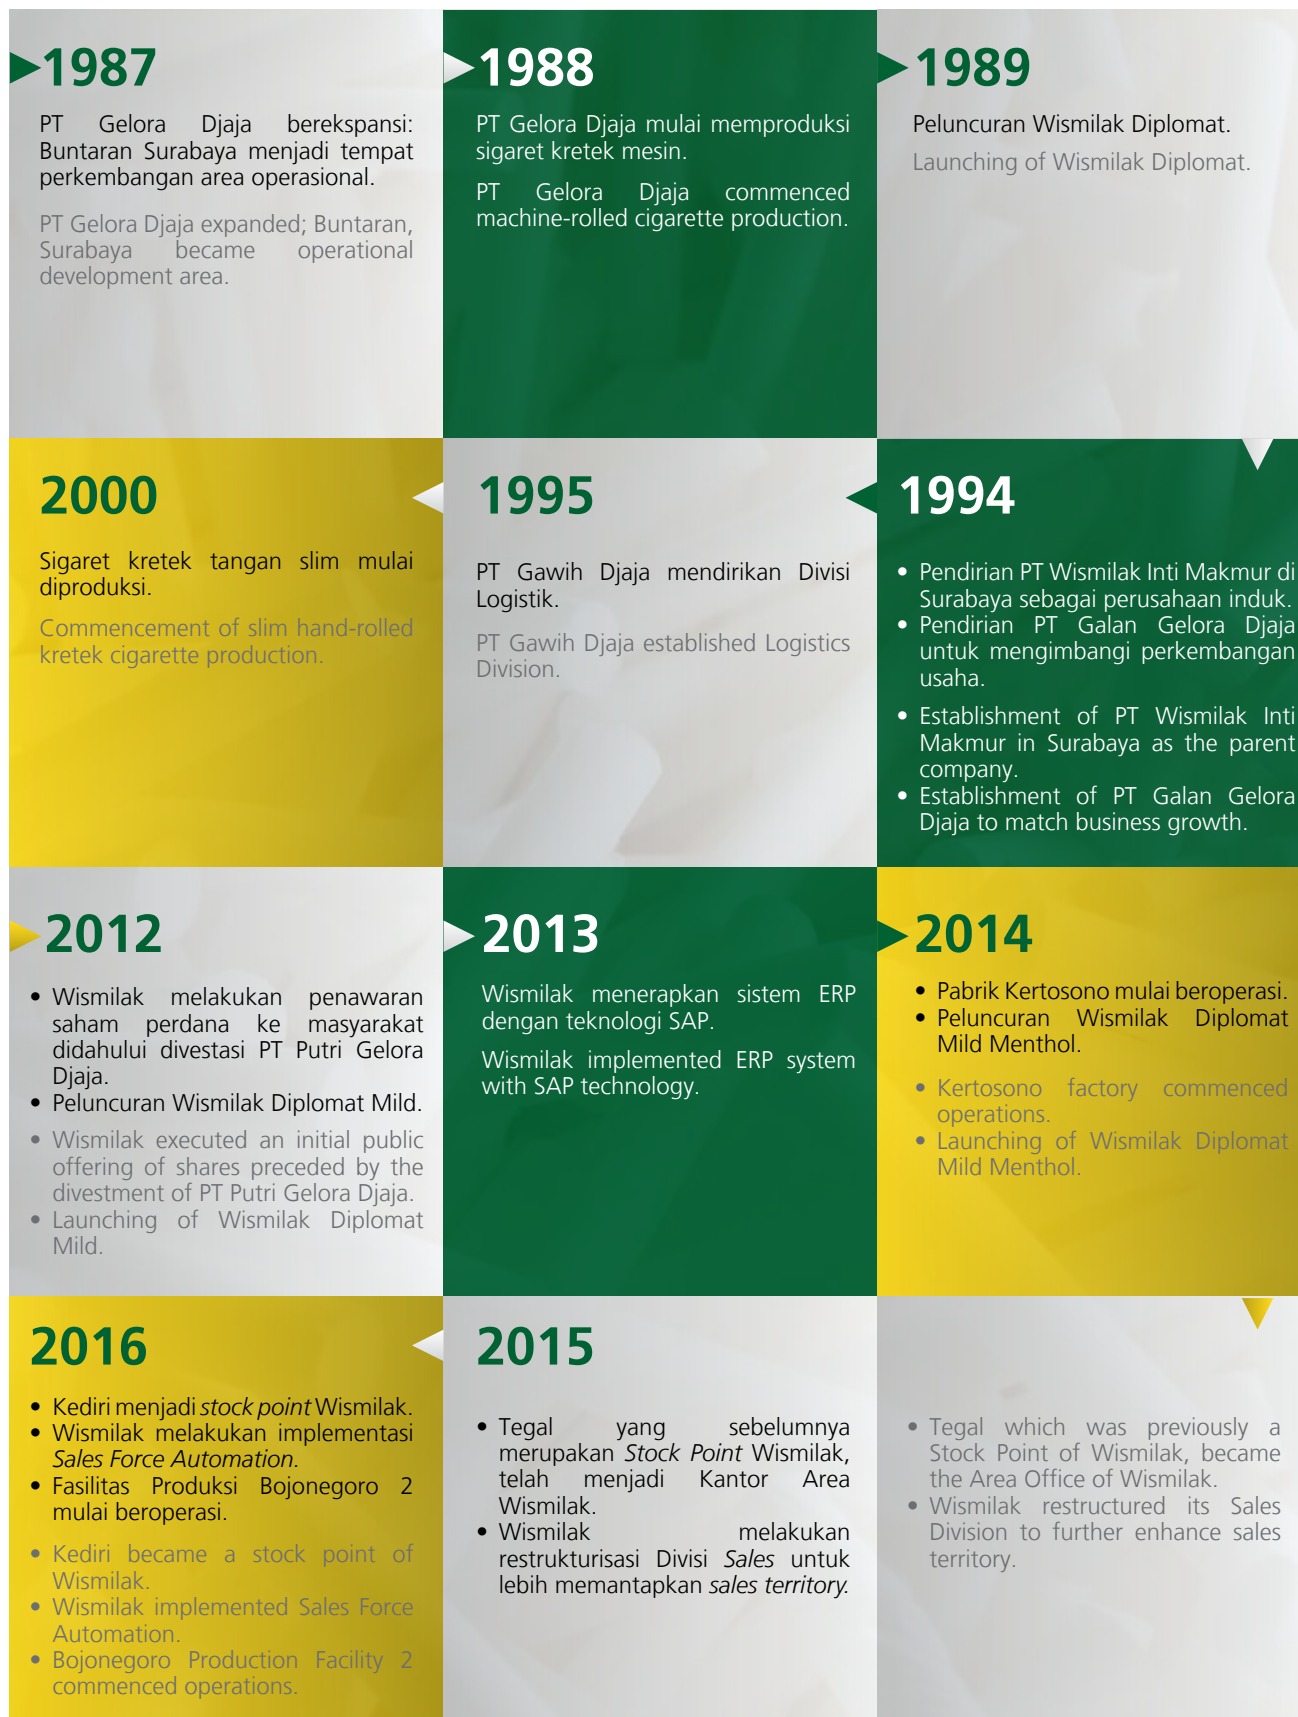 1987
PT Gelora Djaja berekspansi:
Buntaran Surabaya menjadi tempat
perkembangan area operasional.
PT Gelora Djaja expanded; Buntaran,
Surabaya became operational
development area.
1988
PT Gelora Djaja mulai memproduksi
sigaret kretek mesin.
PT Gelora Djaja commenced
machine-rolled cigarette production.
1989
Peluncuran Wismilak Diplomat.
Launching of Wismilak Diplomat.
1994
• Pendirian PT Wismilak Inti Makmur di
Surabaya sebagai perusahaan induk.
• Pendirian PT Galan Gelora Djaja
untuk mengimbangi perkembangan
usaha.
• Establishment of PT Wismilak Inti
Makmur in Surabaya as the parent
company.
• Establishment of PT Galan Gelora
Djaja to match business growth.
1995
PT Gawih Djaja mendirikan Divisi
Logistik.
PT Gawih Djaja established Logistics
Division.
2000
Sigaret kretek tangan slim mulai
diproduksi.
Commencement of slim hand-rolled
kretek cigarette production.
2012
• Wismilak melakukan penawaran
saham perdana ke masyarakat
didahului divestasi PT Putri Gelora
Djaja.
• Peluncuran Wismilak Diplomat Mild.
• Wismilak executed an initial public
offering of shares preceded by the
divestment of PT Putri Gelora Djaja.
• Launching of Wismilak Diplomat
Mild.
2013
Wismilak menerapkan sistem ERP
dengan teknologi SAP.
Wismilak implemented ERP system
with SAP technology.
2014
• Pabrik Kertosono mulai beroperasi.
• Peluncuran Wismilak Diplomat
Mild Menthol.
• Kertosono factory commenced
operations.
• Launching of Wismilak Diplomat
Mild Menthol.
2015
• Tegal yang sebelumnya
merupakan Stock Point Wismilak,
telah menjadi Kantor Area
Wismilak.
• Wismilak melakukan
restrukturisasi Divisi Sales untuk
lebih memantapkan sales territory.
• Tegal which was previously a
Stock Point of Wismilak, became
the Area Office of Wismilak.
• Wismilak restructured its Sales
Division to further enhance sales
territory.
2016
• Kediri menjadi stock point Wismilak.
• Wismilak melakukan implementasi
Sales Force Automation.
• Fasilitas Produksi Bojonegoro 2
mulai beroperasi.
• Kediri became a stock point of
Wismilak.
• Wismilak implemented Sales Force
Automation.
• Bojonegoro Production Facility 2
commenced operations.